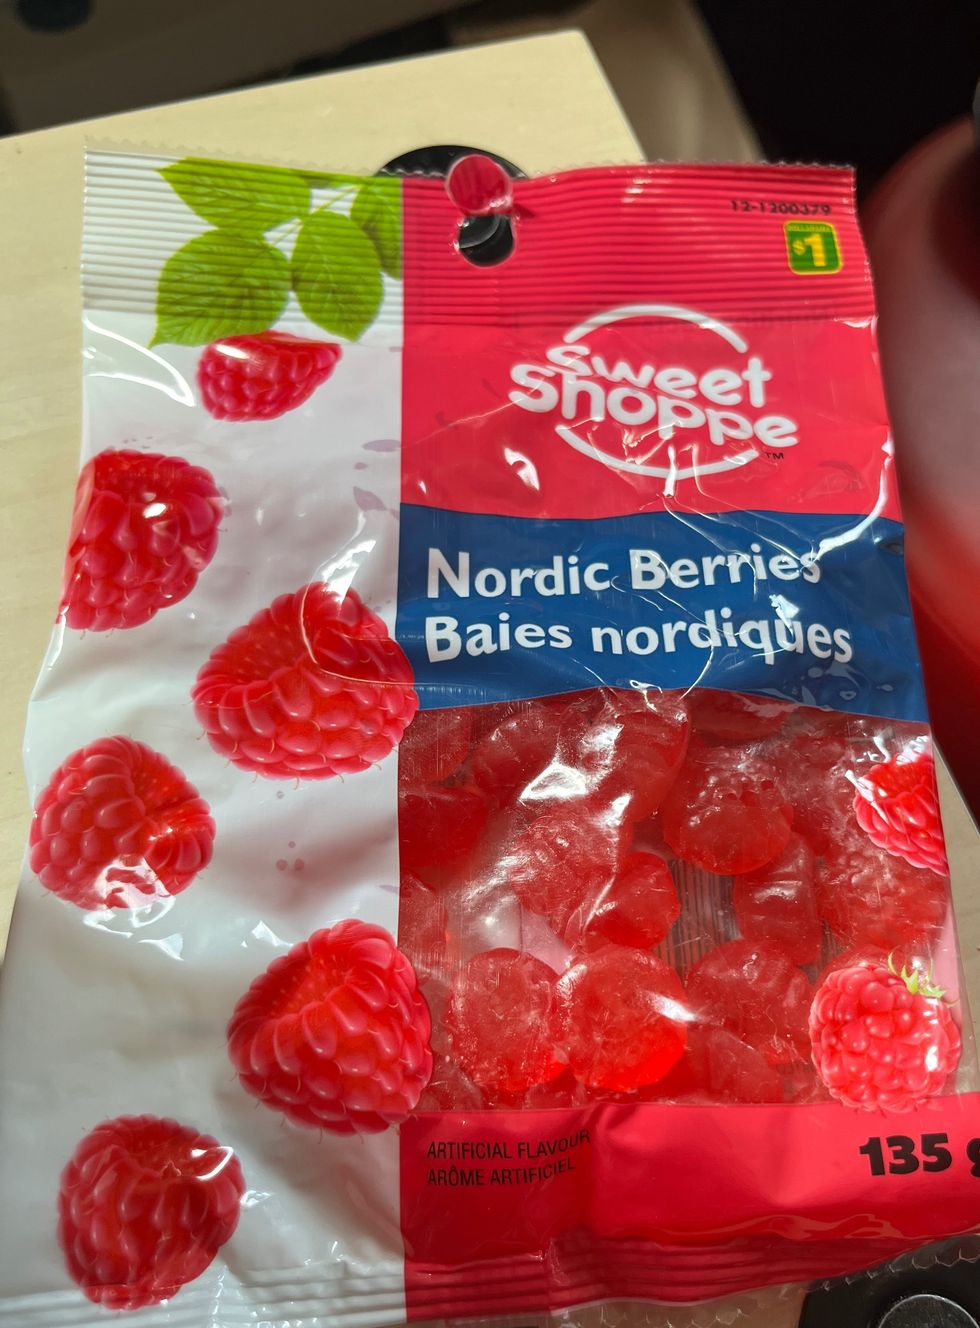 12-1200379
$1
Sweet
Shoppe
TM
Nordic Berries
Baies nordiques
ARTIFICIAL FLAVOUR
ARÔME ARTIFICIEL
135 g